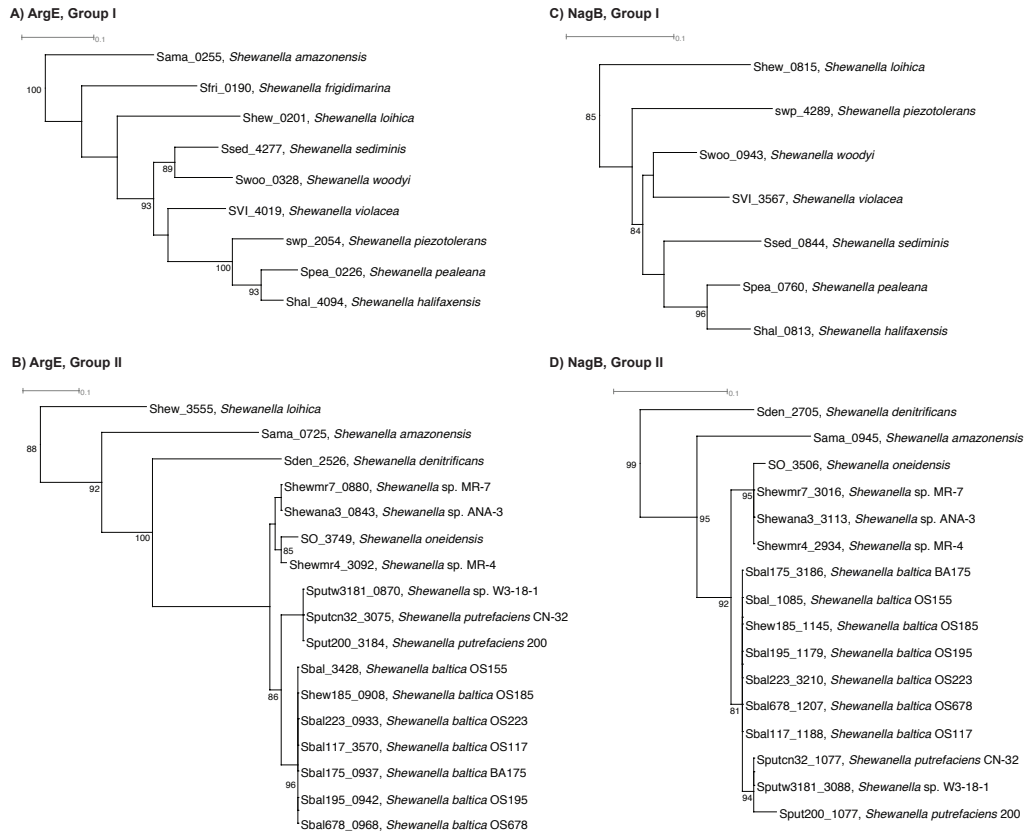 A) ArgE, Group I
0.1
Sama_0255, Shewanella amazonensis
100
Sfri_0190, Shewanella frigidimarina
Shew_0201, Shewanella loihica
Ssed_4277, Shewanella sediminis
89
Swoo_0328, Shewanella woodyi
93
SVI_4019, Shewanella violacea
swp_2054, Shewanella piezotolerans
100
Spea_0226, Shewanella pealeana
93
Shal_4094, Shewanella halifaxensis
B) ArgE, Group II
0.1
Shew_3555, Shewanella loihica
88
Sama_0725, Shewanella amazonensis
92
Sden_2526, Shewanella denitrificans
Shewmr7_0880, Shewanella sp. MR-7
Shewana3_0843, Shewanella sp. ANA-3
100
SO_3749, Shewanella oneidensis
85
Shewmr4_3092, Shewanella sp. MR-4
Sputw3181_0870, Shewanella sp. W3-18-1
Sputcn32_3075, Shewanella putrefaciens CN-32
Sput200_3184, Shewanella putrefaciens 200
Sbal_3428, Shewanella baltica OS155
86
Shew185_0908, Shewanella baltica OS185
Sbal223_0933, Shewanella baltica OS223
Sbal117_3570, Shewanella baltica OS117
Sbal175_0937, Shewanella baltica BA175
96
Sbal195_0942, Shewanella baltica OS195
Sbal678_0968, Shewanella baltica OS678
C) NagB, Group I
0.1
Shew_0815, Shewanella loihica
85
swp_4289, Shewanella piezotolerans
Swoo_0943, Shewanella woodyi
SVI_3567, Shewanella violacea
84
Ssed_0844, Shewanella sediminis
Spea_0760, Shewanella pealeana
96
Shal_0813, Shewanella halifaxensis
D) NagB, Group II
0.1
Sden_2705, Shewanella denitrificans
Sama_0945, Shewanella amazonensis
99
SO_3506, Shewanella oneidensis
95
Shewmr7_3016, Shewanella sp. MR-7
95
Shewana3_3113, Shewanella sp. ANA-3
Shewmr4_2934, Shewanella sp. MR-4
Sbal175_3186, Shewanella baltica BA175
92
Sbal_1085, Shewanella baltica OS155
Shew185_1145, Shewanella baltica OS185
Sbal195_1179, Shewanella baltica OS195
Sbal223_3210, Shewanella baltica OS223
Sbal678_1207, Shewanella baltica OS678
81
Sbal117_1188, Shewanella baltica OS117
Sputcn32_1077, Shewanella putrefaciens CN-32
Sputw3181_3088, Shewanella sp. W3-18-1
94
Sput200_1077, Shewanella putrefaciens 200